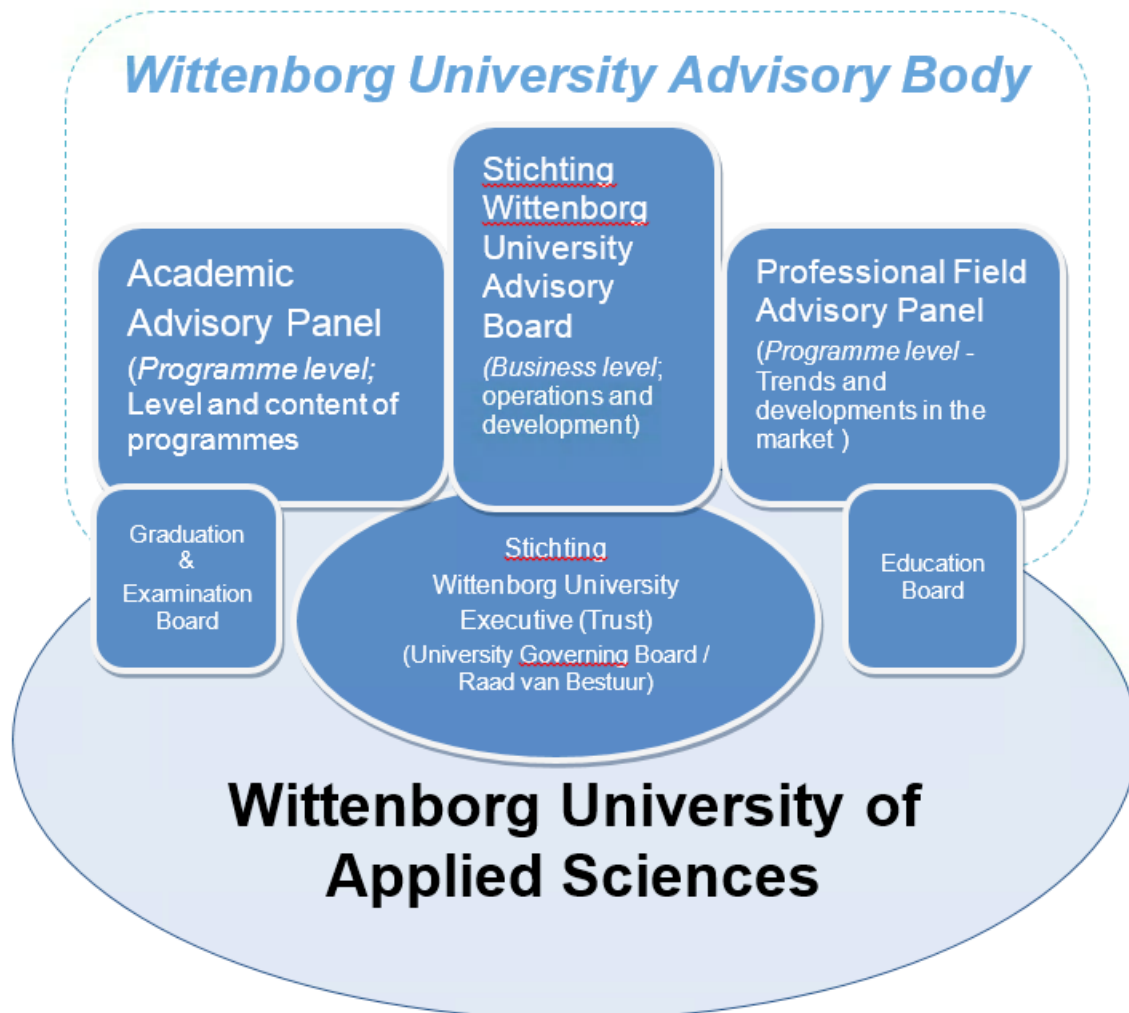 Wittenborg University Advisory Body
Academic
Advisory Panel
(Programme level;
Level and content of
programmes
Stichting
Wittenborg
University
Advisory
Board
(Business level;
operations and
development)
Professional Field
Advisory Panel
(Programme level -
Trends and
developments in the
market )
Graduation
&
Examination
Board
Stichting
Wittenborg University
Executive (Trust)
(University Governing Board /
Raad van Bestuur)
Education
Board
Wittenborg University of
Applied Sciences